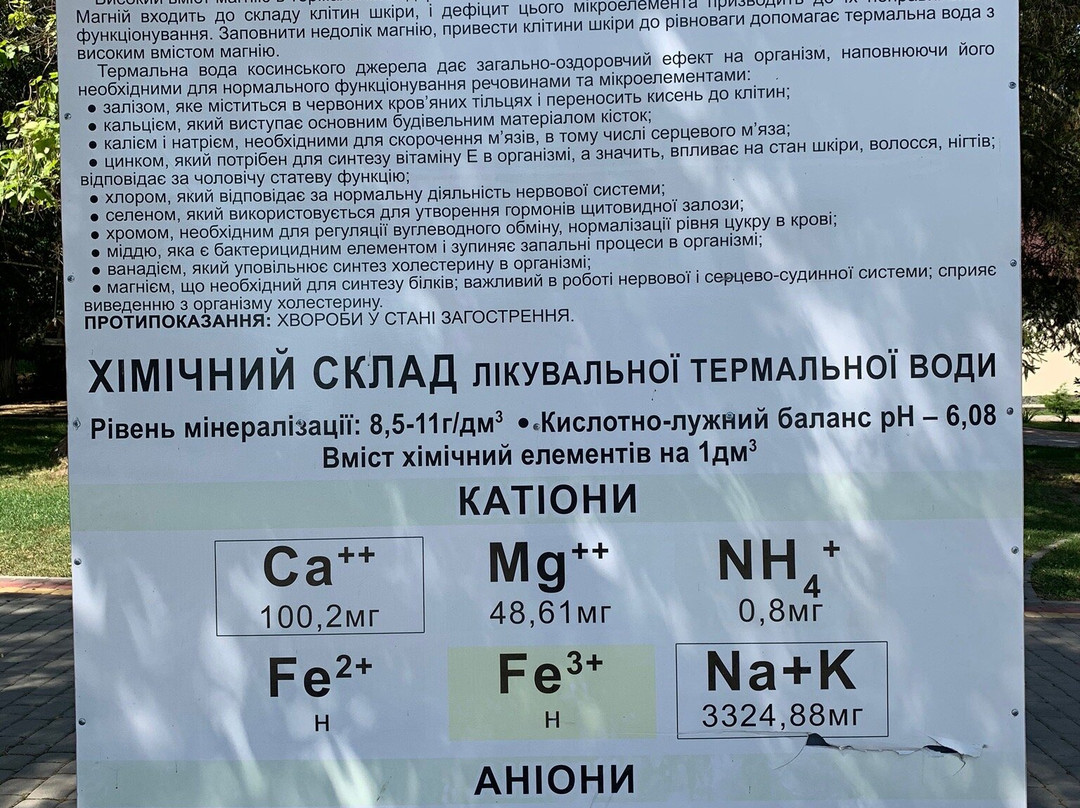 Високий вміст магнію в
Магній входить до складу клітин шкіри, і дефіцит цього мікроелемента призводить до їх
функціонування. Заповнити недолік магнію, привести клітини шкіри до рівноваги допомагає термальна вода з
високим вмістом магнію.
Термальна вода косинського джерела дає загально-оздоровчий ефект на організм, наповнюючи його
необхідними для нормального функціонування речовинами та мікроелементами:
● залізом, яке міститься в червоних кров'яних тільцях і переносить кисень до клітин;
● кальцієм, який виступає основним будівельним матеріалом кісток;
● калієм і натрієм, необхідними для скорочення м'язів, в тому числі серцевого м'яза;
● цинком, який потрібен для синтезу вітаміну Е в організмі, а значить, впливає на стан шкіри, волосся, нігтів;
відповідає за чоловічу статеву функцію;
● хлором, який відповідає за нормальну діяльність нервової системи;
● селеном, який використовується для утворення гормонів щитовидної залози;
● хромом, необхідним для регуляції вуглеводного обміну, нормалізації рівня цукру в крові;
● міддю, яка є бактерицидним елементом і зупиняє запальні процеси в організмі;
● ванадієм, який уповільнює синтез холестерину в організмі;
● магнієм, що необхідний для синтезу білків; важливий в роботі нервової і серцево-судинної системи; сприяє
виведенню з організму холестерину.
ПРОТИПОКАЗАННЯ: ХВОРОБИ У СТАНІ ЗАГОСТРЕННЯ.
ХІМІЧНИЙ СКЛАД ЛІКУВАЛЬНОЇ ТЕРМАЛЬНОЇ ВОДИ
Рівень мінералізації: 8,5-11г/дм³ ● Кислотно-лужний баланс pH – 6,08
Вміст хімічний елементів на 1дм³
КАТІОНИ
Ca⁺⁺ Mg⁺⁺ NH₄⁺
100,2мг 48,61мг 0,8мг
Fe²⁺ Fe³⁺ Na+K
н н 3324,88мг
АНІОНИ